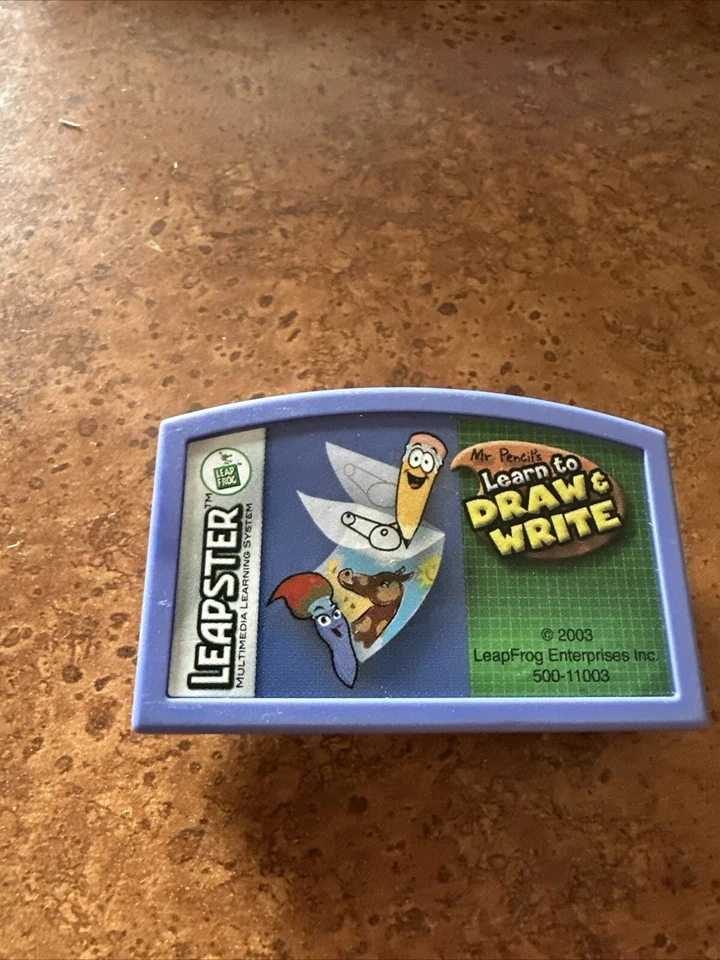 LEAP
FROG
LEAPSTER™
MULTIMEDIA LEARNING SYSTEM
Mr. Pencil's
Learn to
DRAW &
WRITE
© 2003
LeapFrog Enterprises Inc.
500-11003